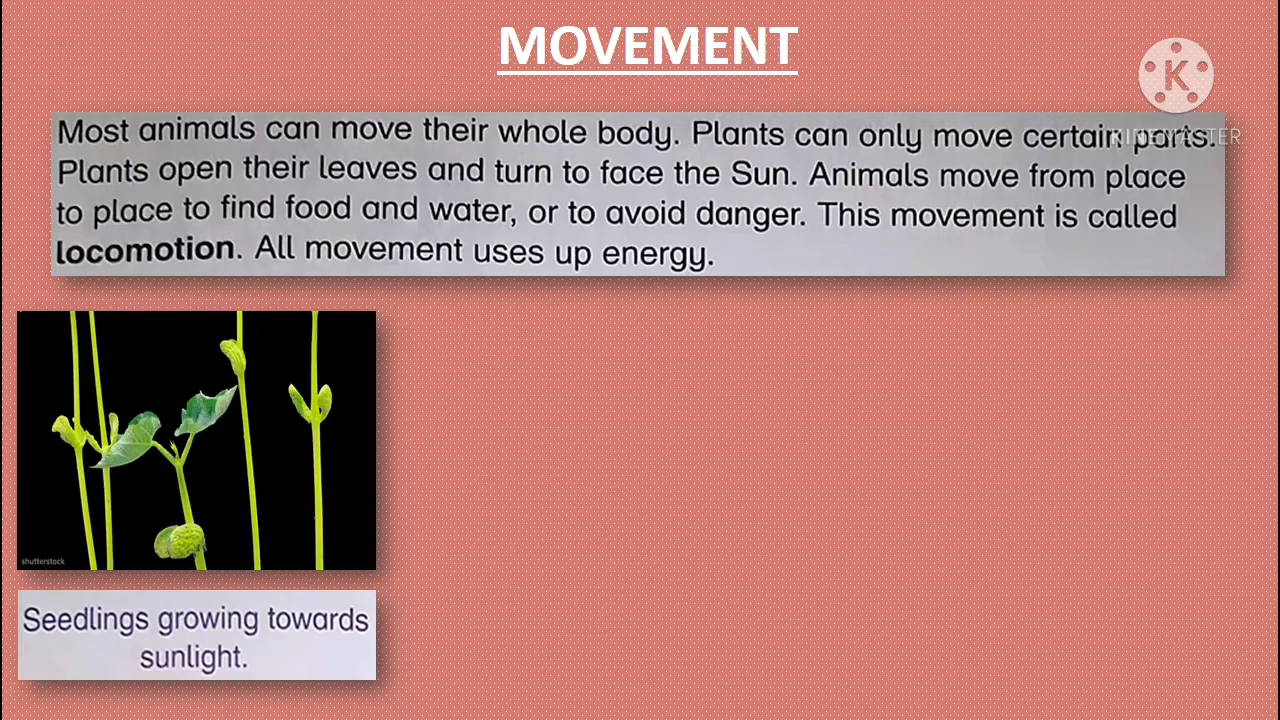 MOVEMENT
K
KINEMASTER
Most animals can move their whole body. Plants can only move certain parts.
Plants open their leaves and turn to face the Sun. Animals move from place
to place to find food and water, or to avoid danger. This movement is called
locomotion. All movement uses up energy.
shutterstock
Seedlings growing towards
sunlight.